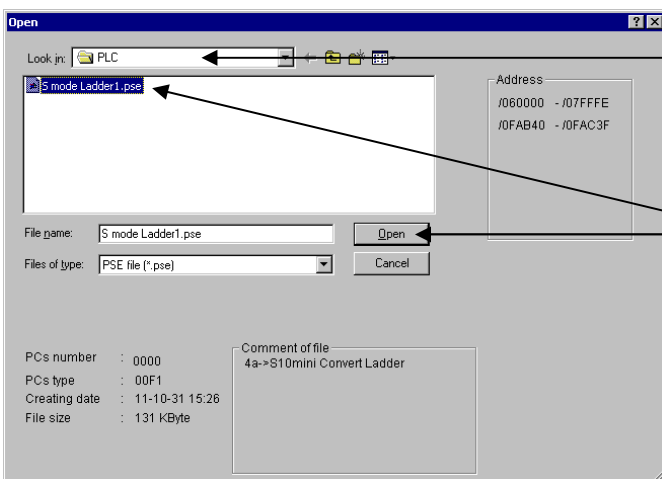 Open
Look in: PLC
S mode Ladder1.pse
Address
/060000 - /07FFFE
/0FAB40 - /0FAC3F
File name: S mode Ladder1.pse Open
Files of type: PSE file (*.pse) Cancel
PCs number : 0000
PCs type : 00F1
Creating date : 11-10-31 15:26
File size : 131 KByte
Comment of file
4a->S10mini Convert Ladder